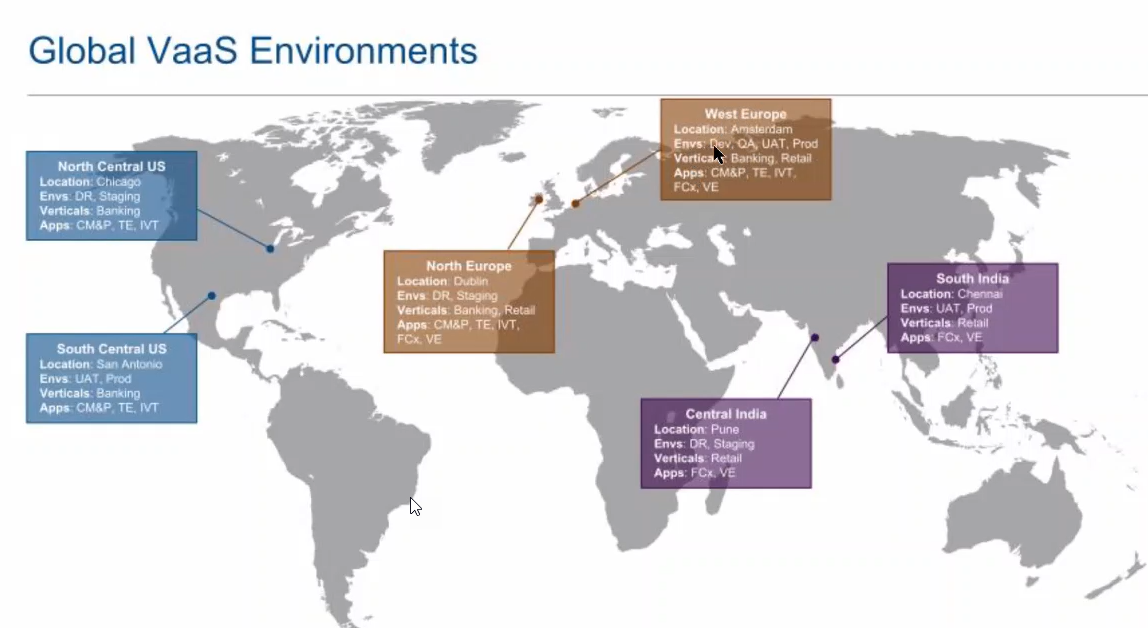 Global VaaS Environments
North Central US
Location: Chicago
Envs: DR, Staging
Verticals: Banking
Apps: CM&P, TE, IVT
South Central US
Location: San Antonio
Envs: UAT, Prod
Verticals: Banking
Apps: CM&P, TE, IVT
North Europe
Location: Dublin
Envs: DR, Staging
Verticals: Banking, Retail
Apps: CM&P, TE, IVT,
FCx, VE
West Europe
Location: Amsterdam
Envs: Dev, QA, UAT, Prod
Verticals: Banking, Retail
Apps: CM&P, TE, IVT,
FCx, VE
Central India
Location: Pune
Envs: DR, Staging
Verticals: Retail
Apps: FCx, VE
South India
Location: Chennai
Envs: UAT, Prod
Verticals: Retail
Apps: FCx, VE